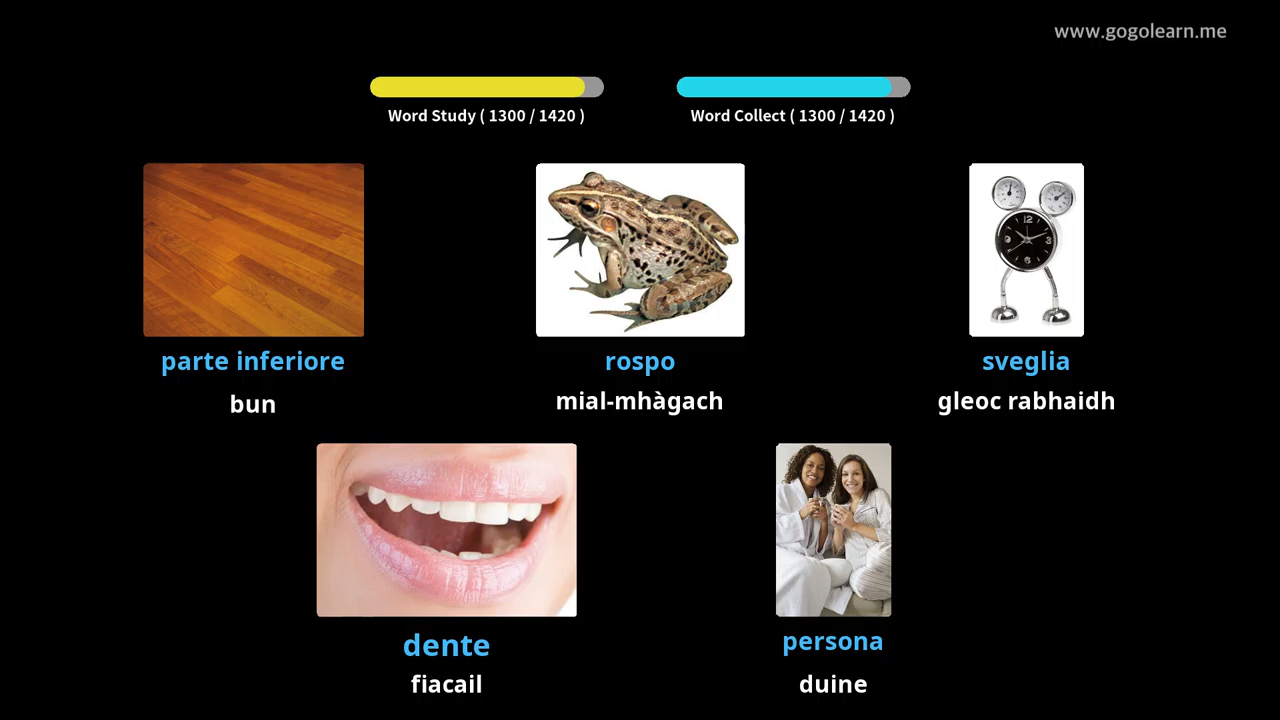 www.gogolearn.me
Word Study ( 1300 / 1420 )
Word Collect ( 1300 / 1420 )
parte inferiore
bun
rospo
mial-mhàgach
sveglia
gleoc rabhaidh
dente
fiacail
persona
duine